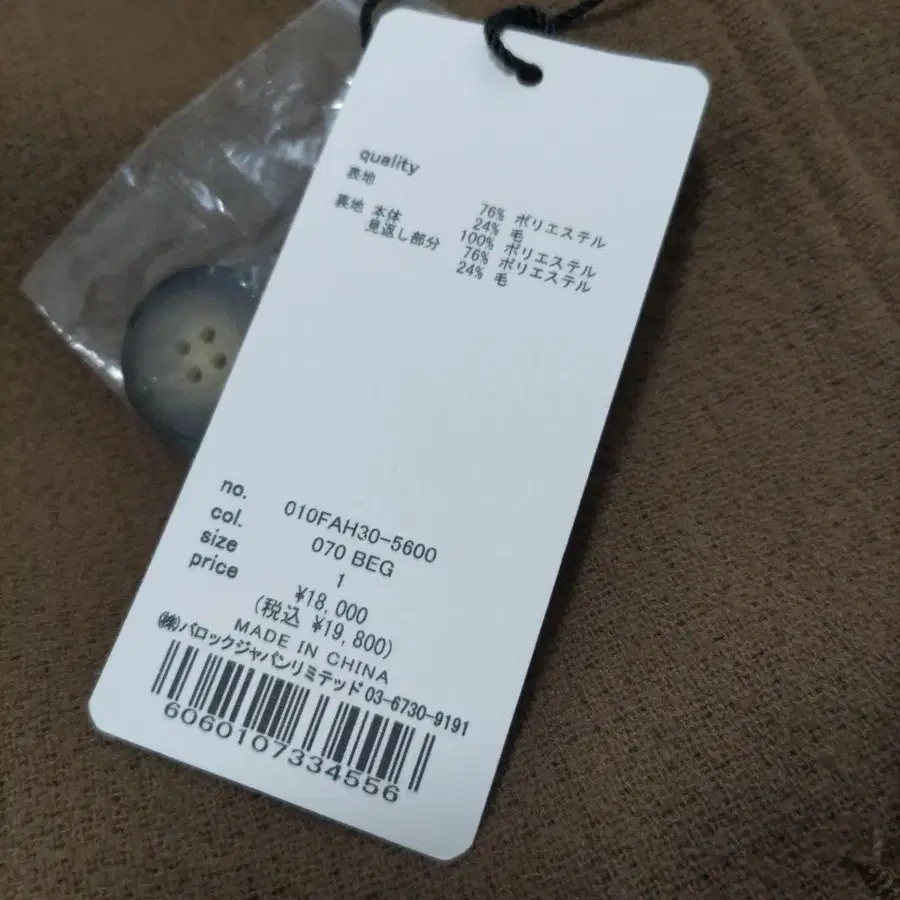 quality
表地 76% ポリエステル
24% 毛
裏地 本体 100% ポリエステル
見返し部分 76% ポリエステル
24% 毛
no. 010FAH30-5600
col. 070 BEG
size 1
price ¥18,000
(税込 ¥19,800)
MADE IN CHINA
㈱バロックジャパンリミテッド 03-6730-9191
6060107334556